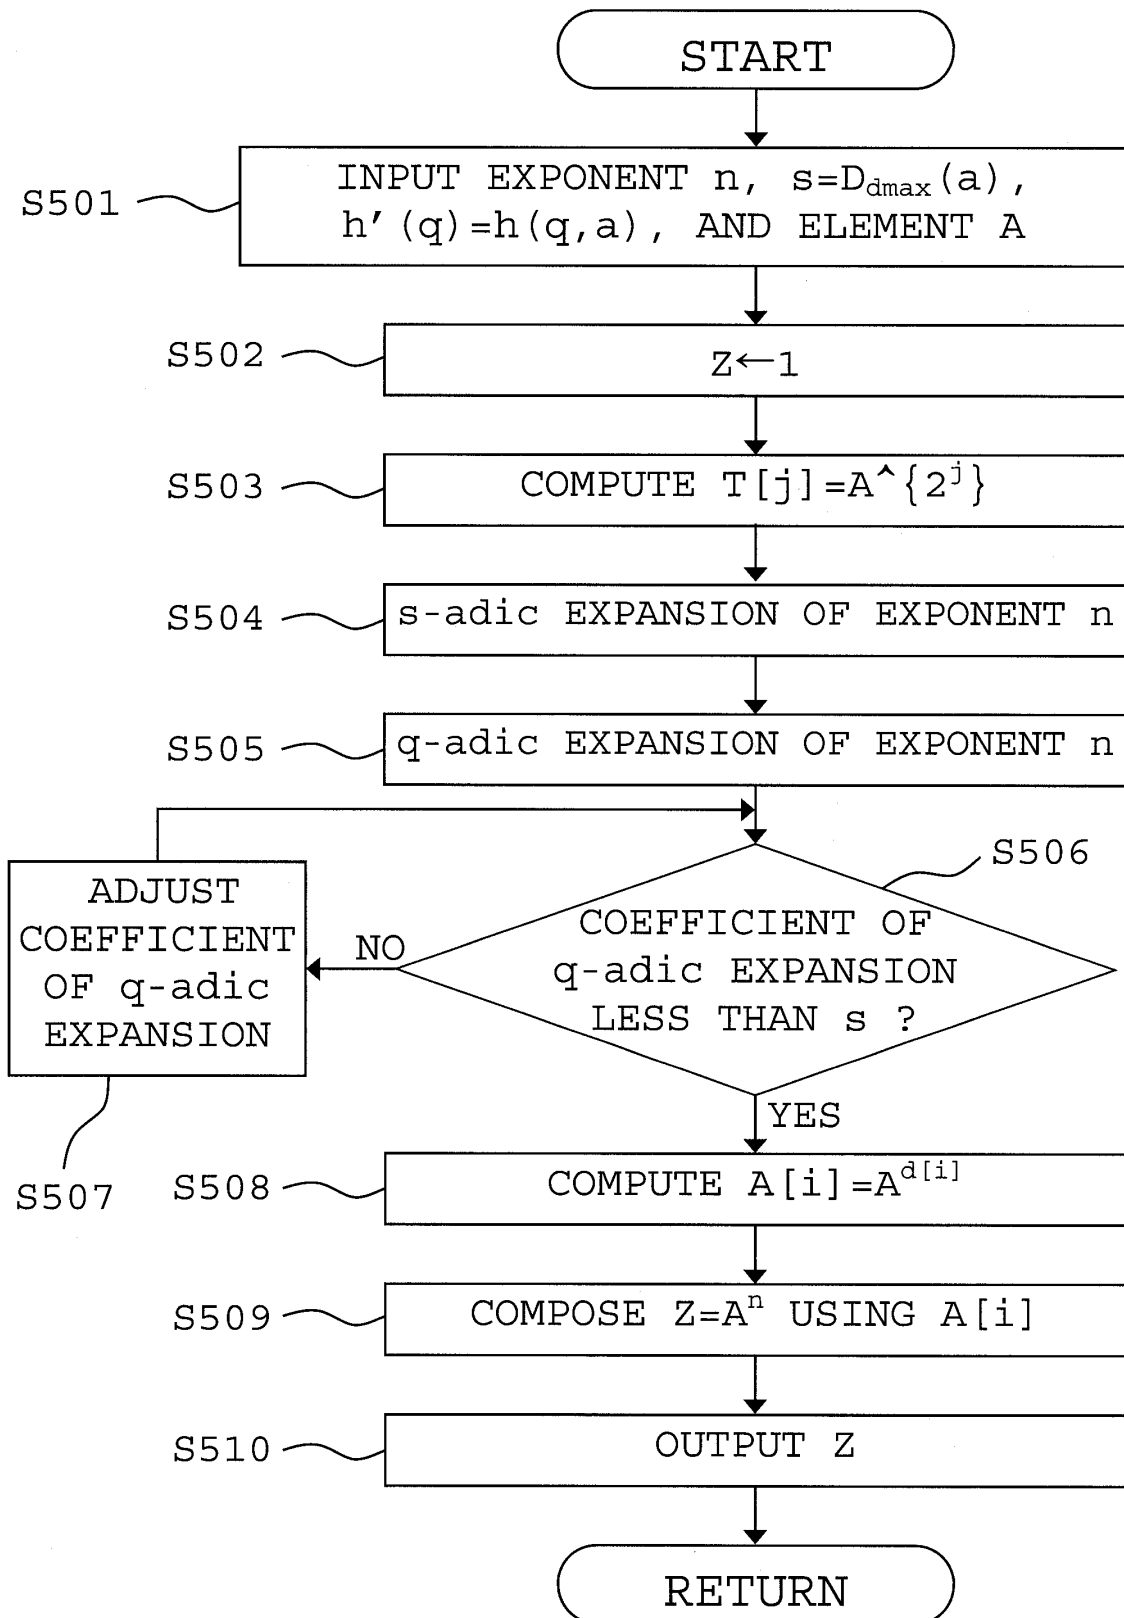 START
S501
INPUT EXPONENT n, s=D_dmax(a),
h'(q)=h(q,a), AND ELEMENT A
S502
Z←1
S503
COMPUTE T[j]=A^{2^j}
S504
s-adic EXPANSION OF EXPONENT n
S505
q-adic EXPANSION OF EXPONENT n
S506
COEFFICIENT OF
q-adic EXPANSION
LESS THAN s ?
NO
ADJUST
COEFFICIENT
OF q-adic
EXPANSION
S507
YES
S508
COMPUTE A[i]=A^d[i]
S509
COMPOSE Z=A^n USING A[i]
S510
OUTPUT Z
RETURN